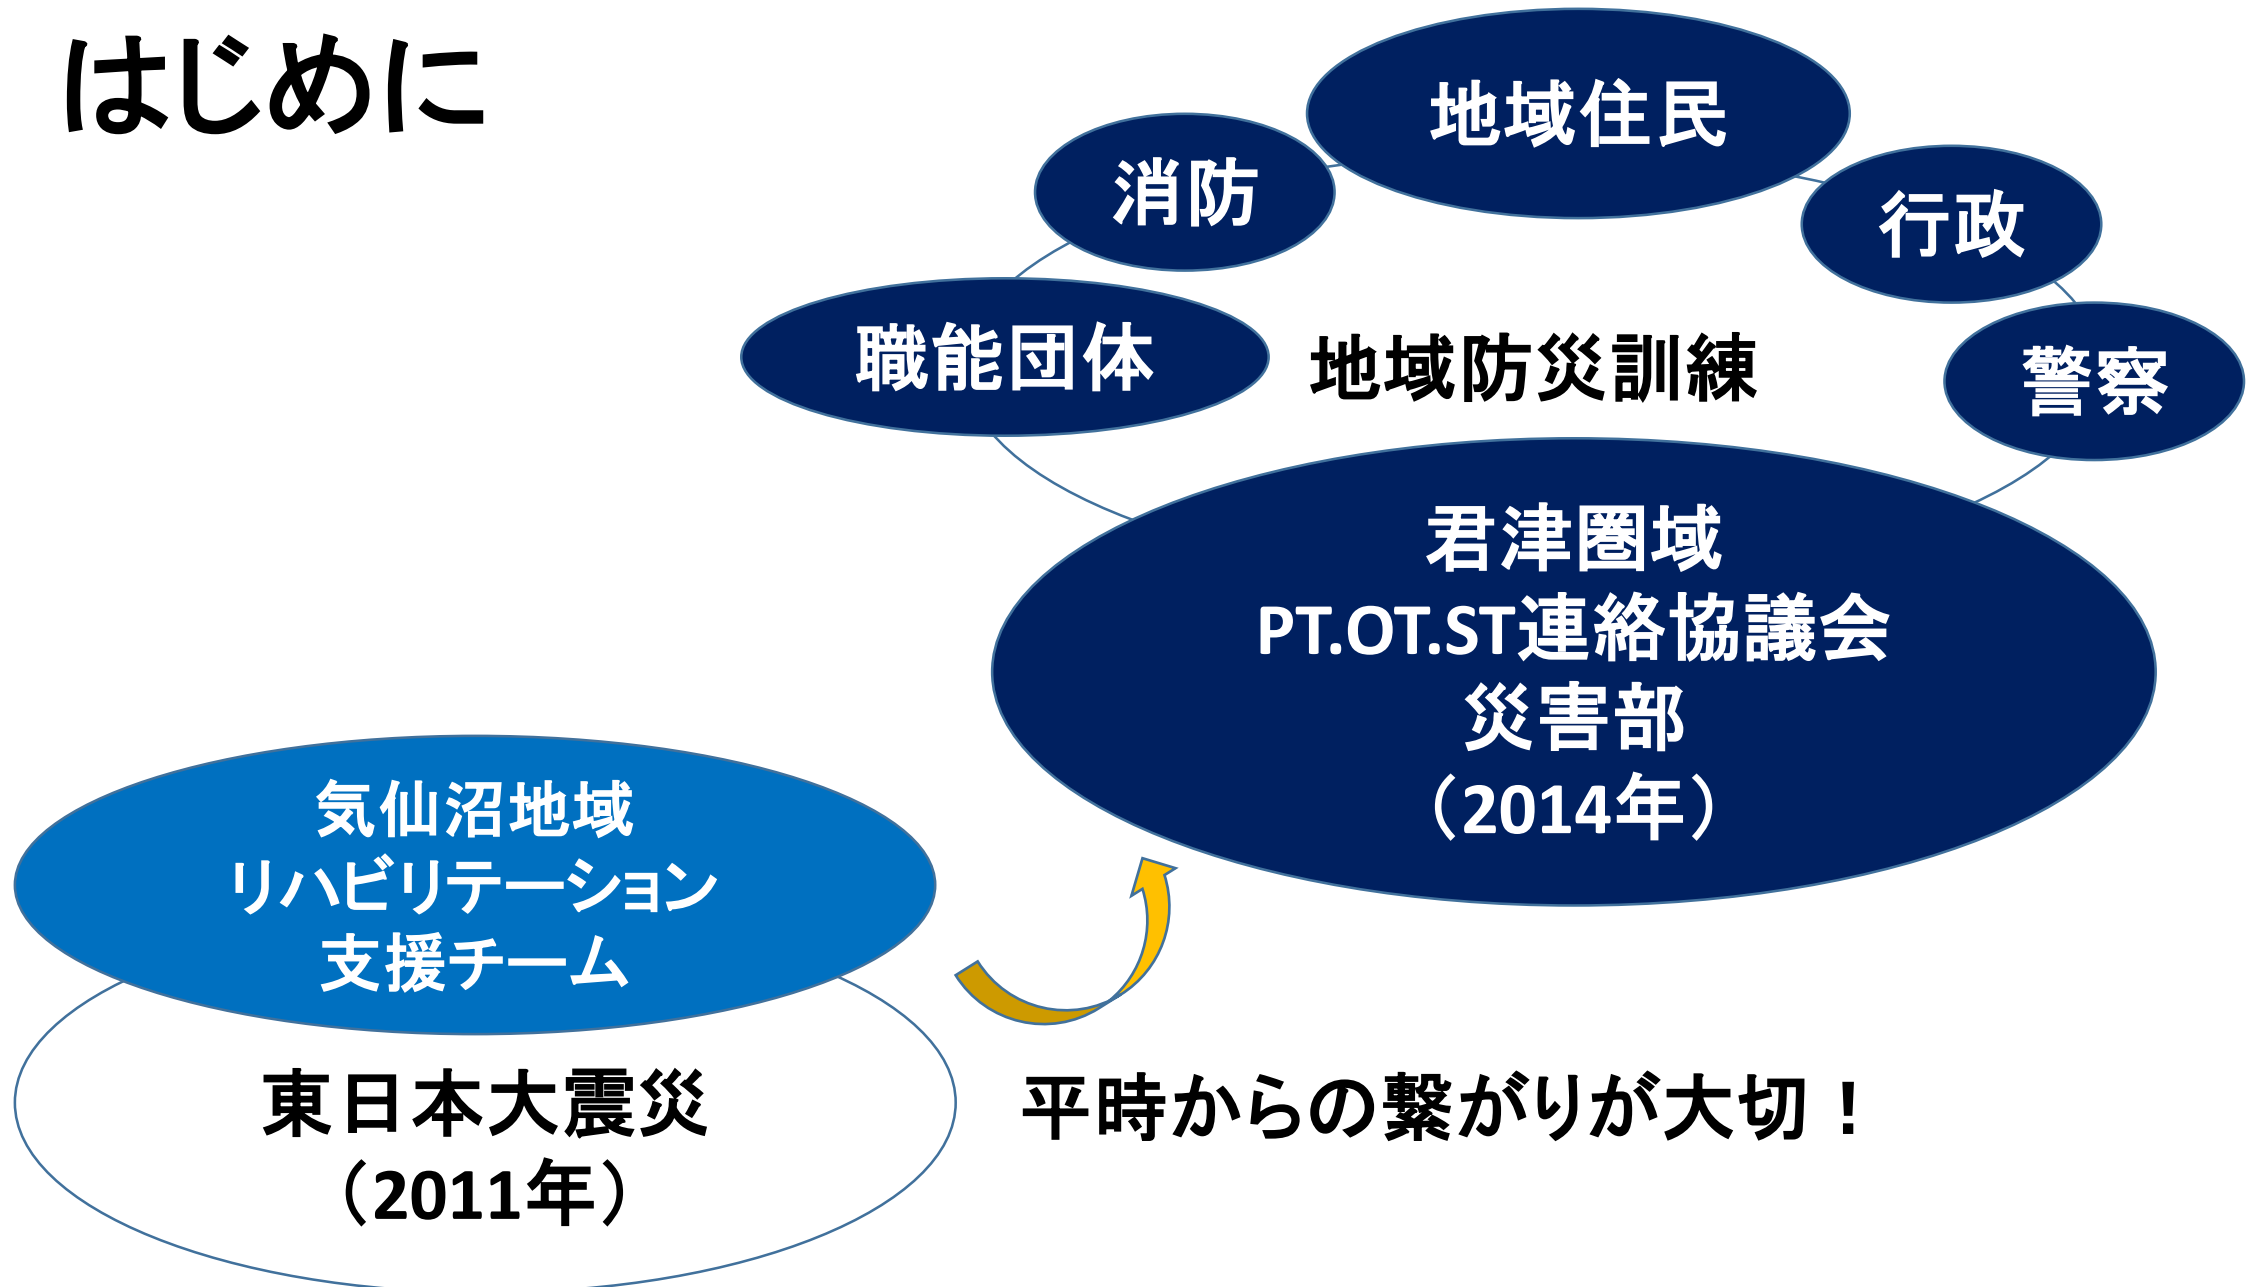 はじめに
地域住民
消防
行政
職能団体
地域防災訓練
警察
君津圏域
PT.OT.ST連絡協議会
災害部
（2014年）
気仙沼地域
リハビリテーション
支援チーム
東日本大震災
（2011年）
平時からの繋がりが大切！